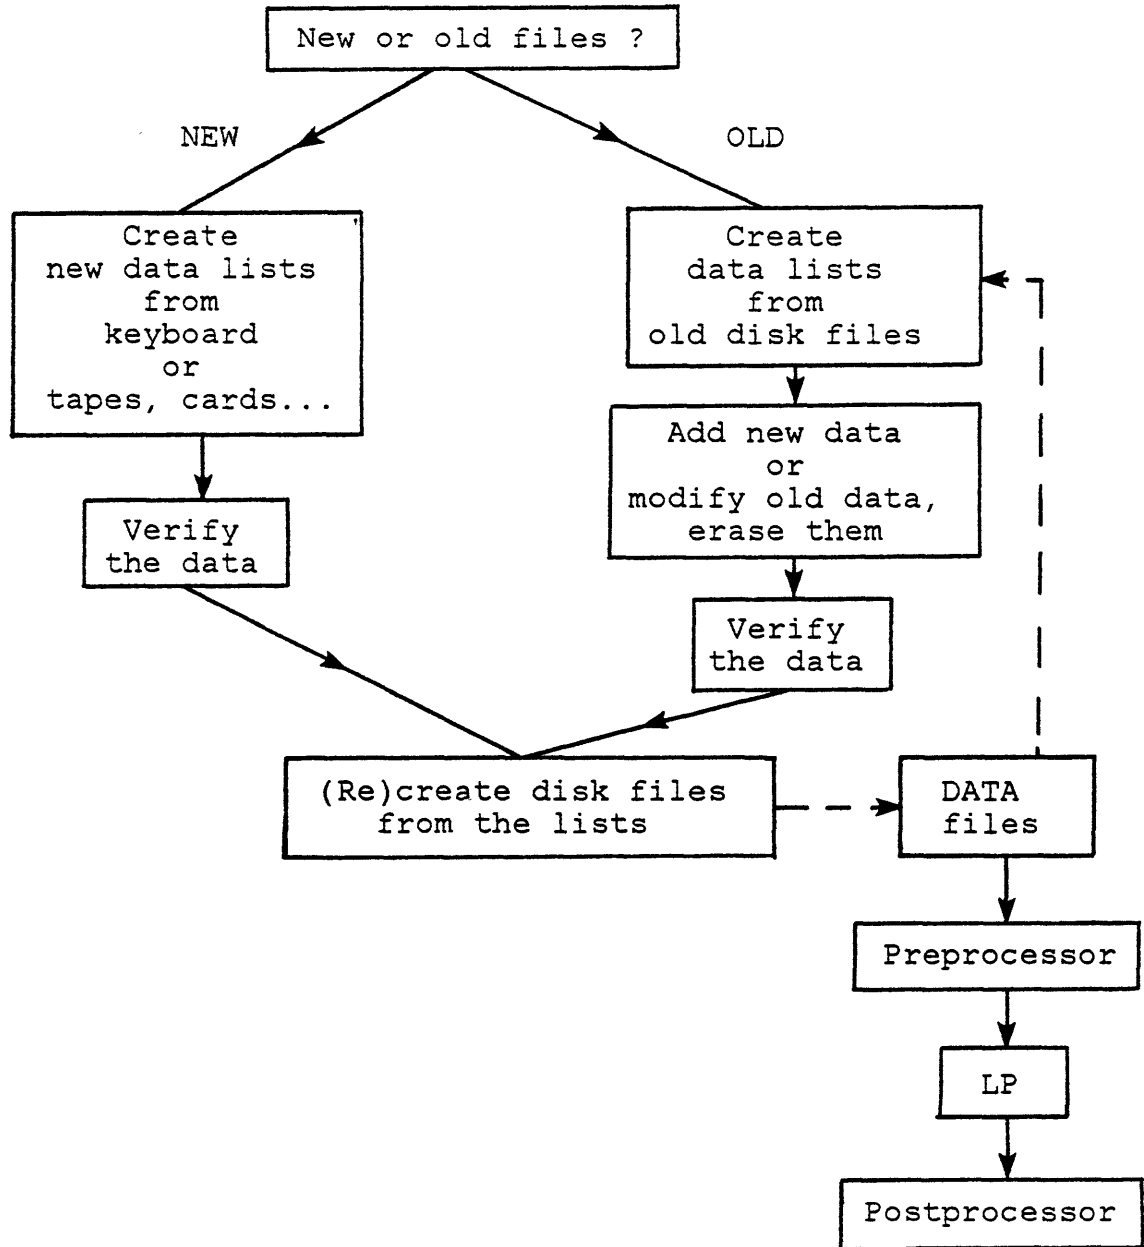 New or old files ?
NEW
OLD
Create
new data lists
from
keyboard
or
tapes, cards...
Create
data lists
from
old disk files
Add new data
or
modify old data,
erase them
Verify
the data
Verify
the data
(Re)create disk files
from the lists
DATA
files
Preprocessor
LP
Postprocessor